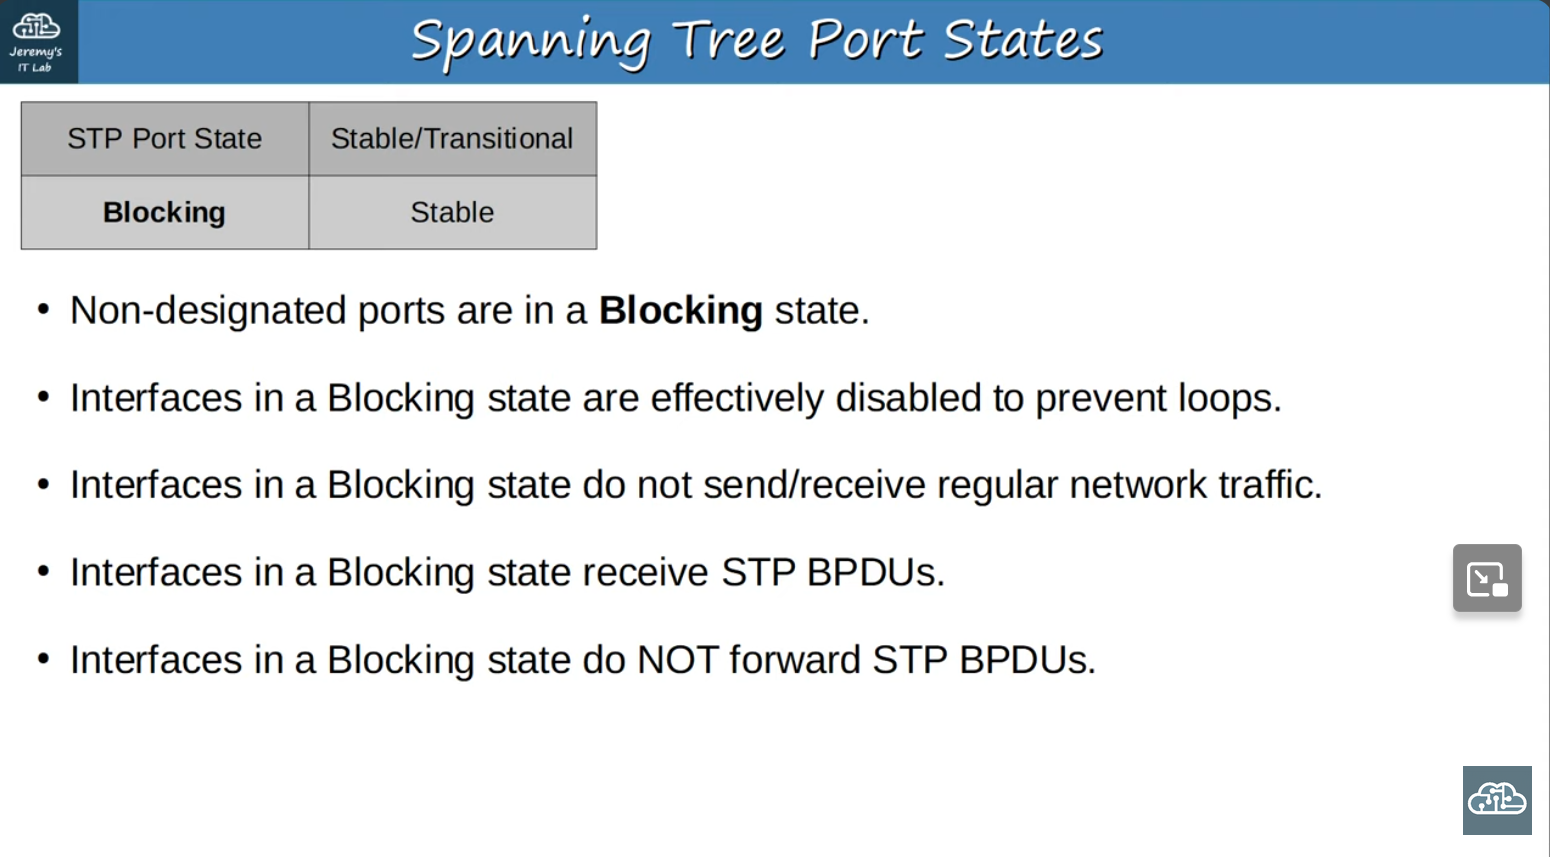 Jeremy's
IT Lab
Spanning Tree Port States
STP Port State
Stable/Transitional
Blocking
Stable
• Non-designated ports are in a Blocking state.
• Interfaces in a Blocking state are effectively disabled to prevent loops.
• Interfaces in a Blocking state do not send/receive regular network traffic.
• Interfaces in a Blocking state receive STP BPDUs.
• Interfaces in a Blocking state do NOT forward STP BPDUs.